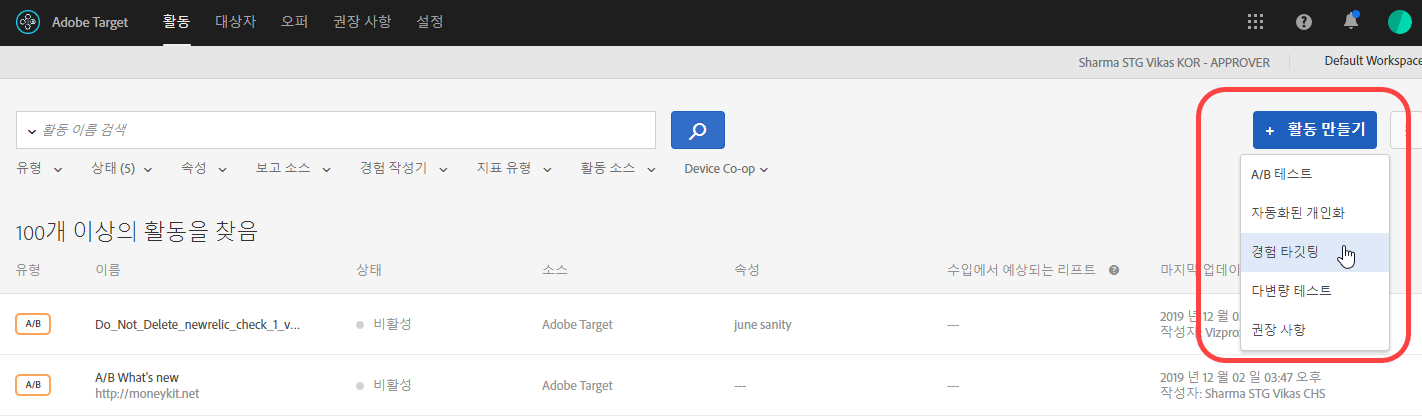 Adobe Target 활동 대상자 오퍼 권장 사항 설정
Sharma STG Vikas KOR - APPROVER Default Workspace
활동 이름 검색
+ 활동 만들기
유형 상태 (5) 속성 보고 소스 경험 작성기 지표 유형 활동 소스 Device Co-op
A/B 테스트
자동화된 개인화
경험 타깃팅
다변량 테스트
권장 사항
100개 이상의 활동을 찾음
유형 이름 상태 소스 속성 수입에서 예상되는 리프트 마지막 업데이
A/B Do_Not_Delete_newrelic_check_1_v... 비활성 Adobe Target june sanity --- 2019 년 12 월
작성자: Vizpro
A/B A/B What's new 비활성 Adobe Target --- --- 2019 년 12 월 02 일 03:47 오후
http://moneykit.net 작성자: Sharma STG Vikas CHS